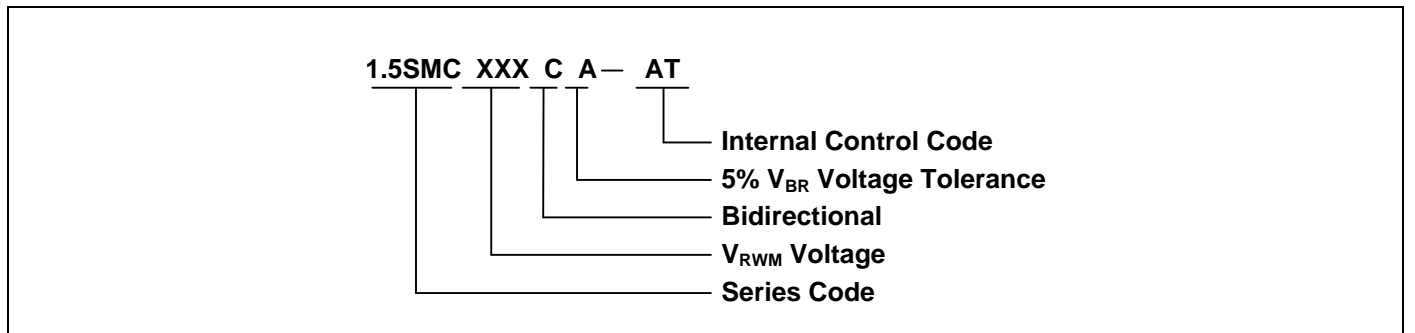 1.5SMC XXX C A — AT
Internal Control Code
5% VBR Voltage Tolerance
Bidirectional
VRWM Voltage
Series Code